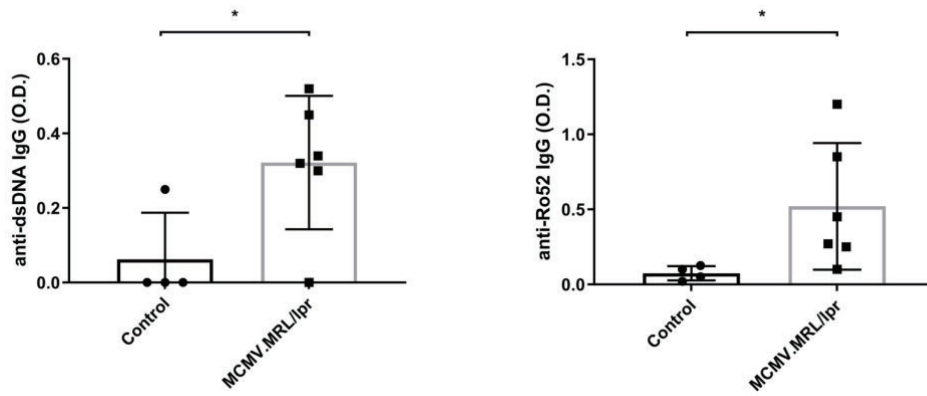 *
anti-dsDNA IgG (O.D.)
0.6
0.4
0.2
0.0
Control
MCMV.MRL/lpr
*
anti-Ro52 IgG (O.D.)
1.5
1.0
0.5
0.0
Control
MCMV.MRL/lpr